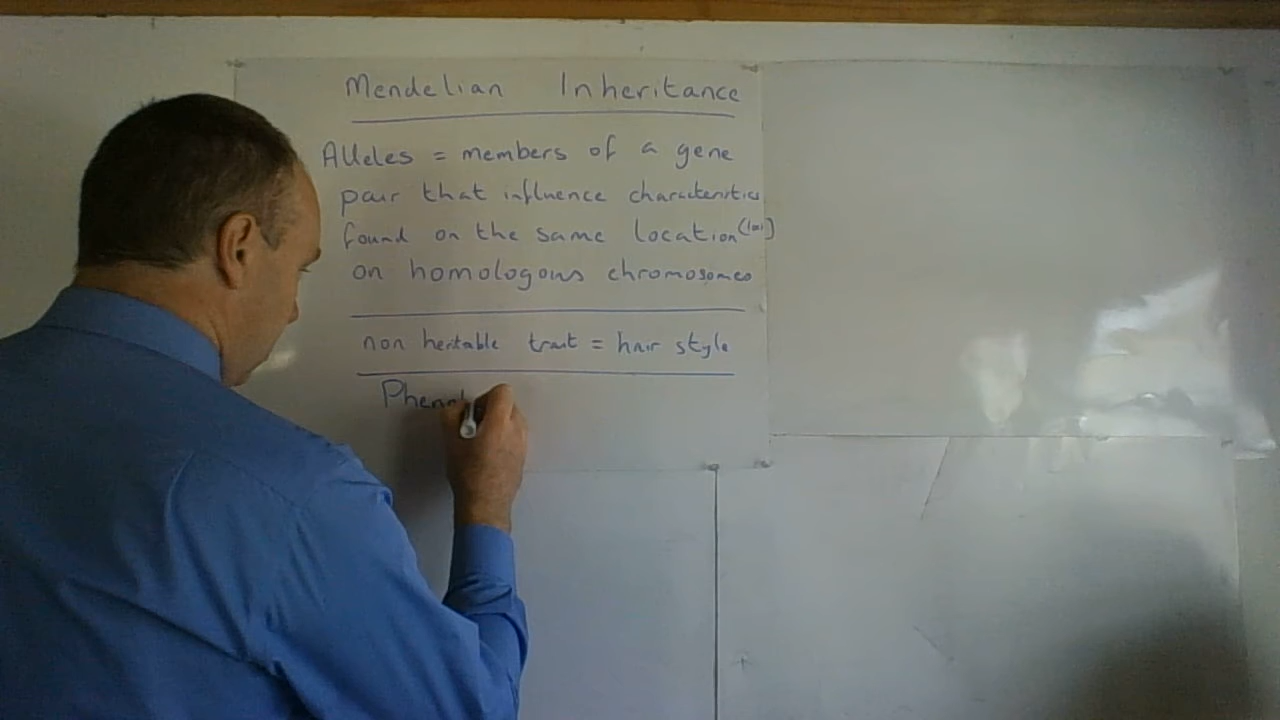 Mendelian Inheritance
Alleles = members of a gene
pair that influence characteristics
found on the same location (loci)
on homologous chromosomes
non heritable trait = hair style
Pheno